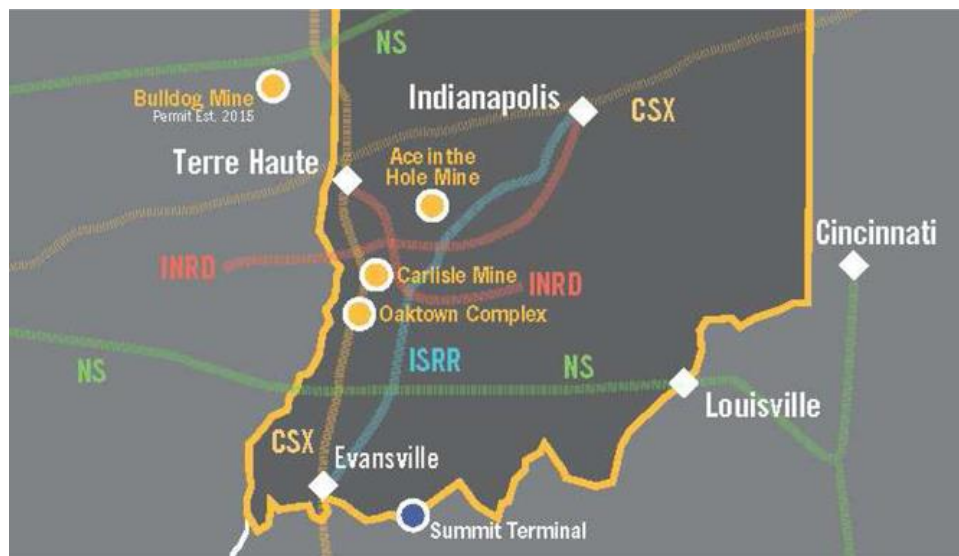 NS
Bulldog Mine
Permit Est. 2015
Indianapolis
CSX
Terre Haute
Ace in the
Hole Mine
Cincinnati
INRD
Carlisle Mine
INRD
Oaktown Complex
NS
ISRR
NS
Louisville
CSX
Evansville
Summit Terminal